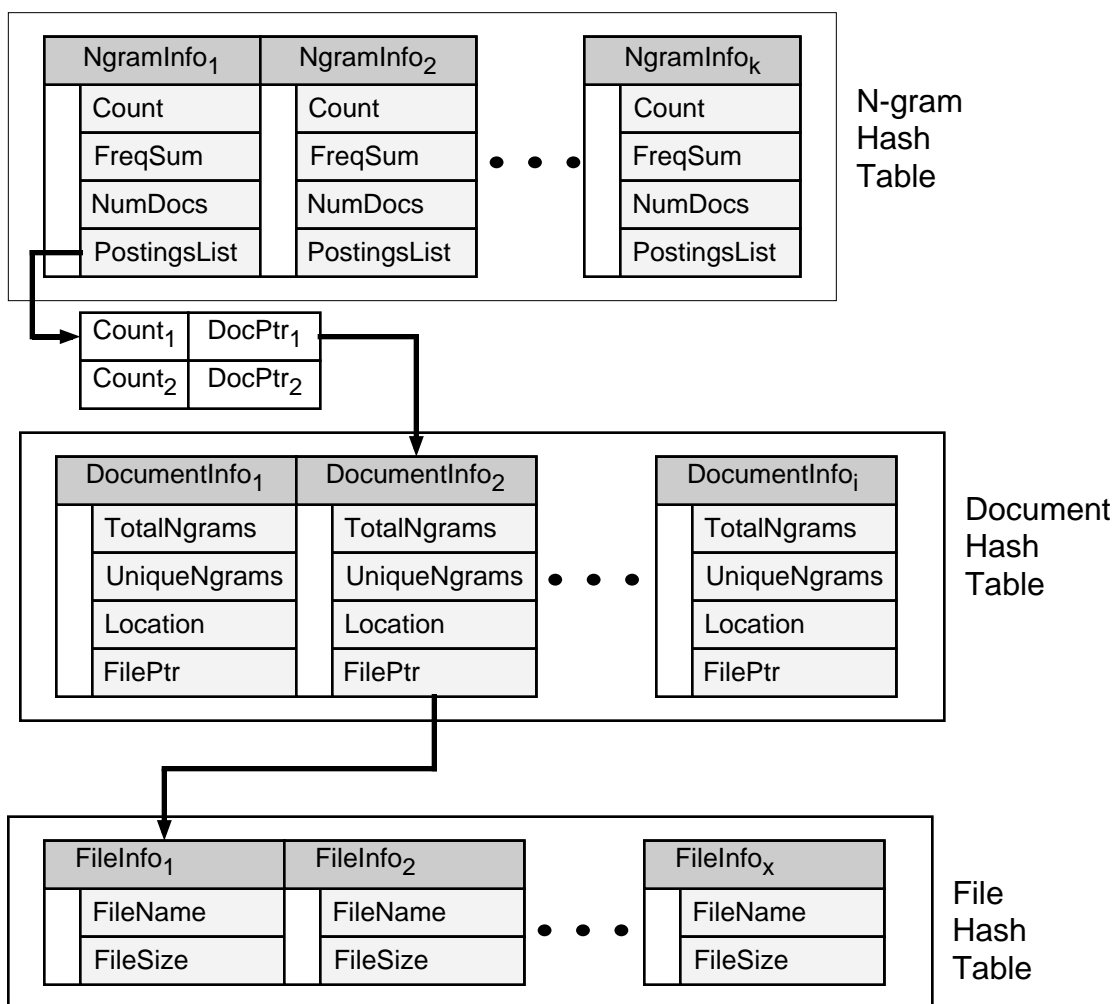 NgramInfo1 NgramInfo2 NgramInfok
Count Count Count
FreqSum FreqSum FreqSum
NumDocs NumDocs NumDocs
PostingsList PostingsList PostingsList
N-gram
Hash
Table
Count1 DocPtr1
Count2 DocPtr2
DocumentInfo1 DocumentInfo2 DocumentInfoi
TotalNgrams TotalNgrams TotalNgrams
UniqueNgrams UniqueNgrams UniqueNgrams
Location Location Location
FilePtr FilePtr FilePtr
Document
Hash
Table
FileInfo1 FileInfo2 FileInfox
FileName FileName FileName
FileSize FileSize FileSize
File
Hash
Table